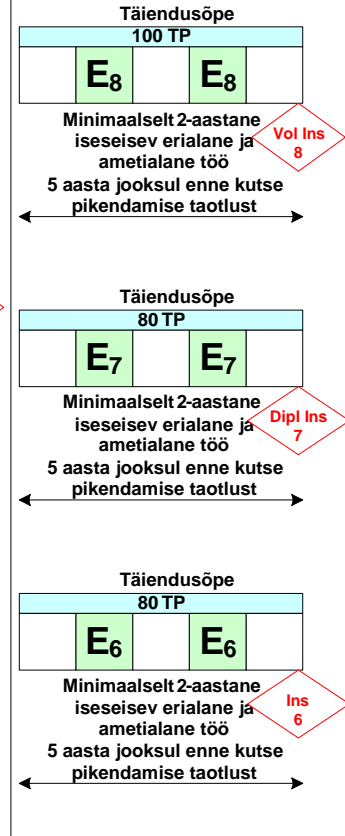 Täiendusõpe
100 TP
E8 E8
Minimaalselt 2-aastane
iseseisev erialane ja
ametialane töö
Vol Ins
8
5 aasta jooksul enne kutse
pikendamise taotlust
Täiendusõpe
80 TP
E7 E7
Minimaalselt 2-aastane
iseseisev erialane ja
ametialane töö
Dipl Ins
7
5 aasta jooksul enne kutse
pikendamise taotlust
Täiendusõpe
80 TP
E6 E6
Minimaalselt 2-aastane
iseseisev erialane ja
ametialane töö
Ins
6
5 aasta jooksul enne kutse
pikendamise taotlust